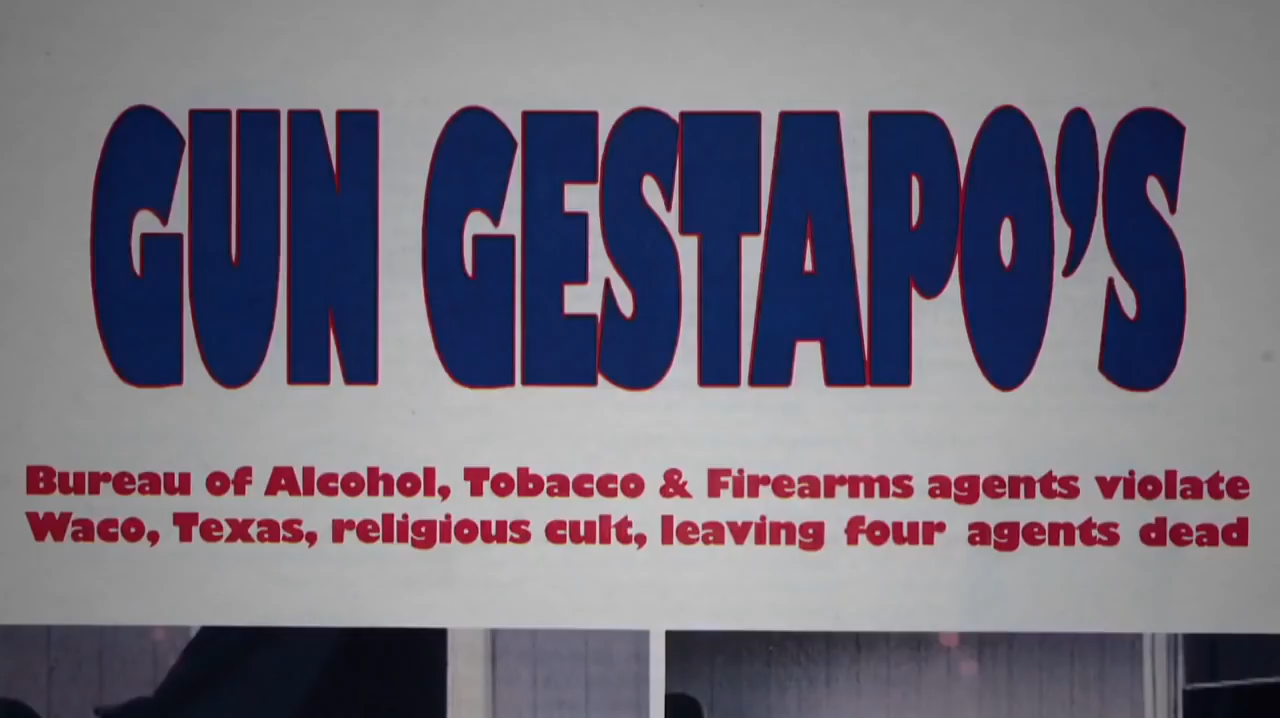 GUN GESTAPO'S
Bureau of Alcohol, Tobacco & Firearms agents violate
Waco, Texas, religious cult, leaving four agents dead